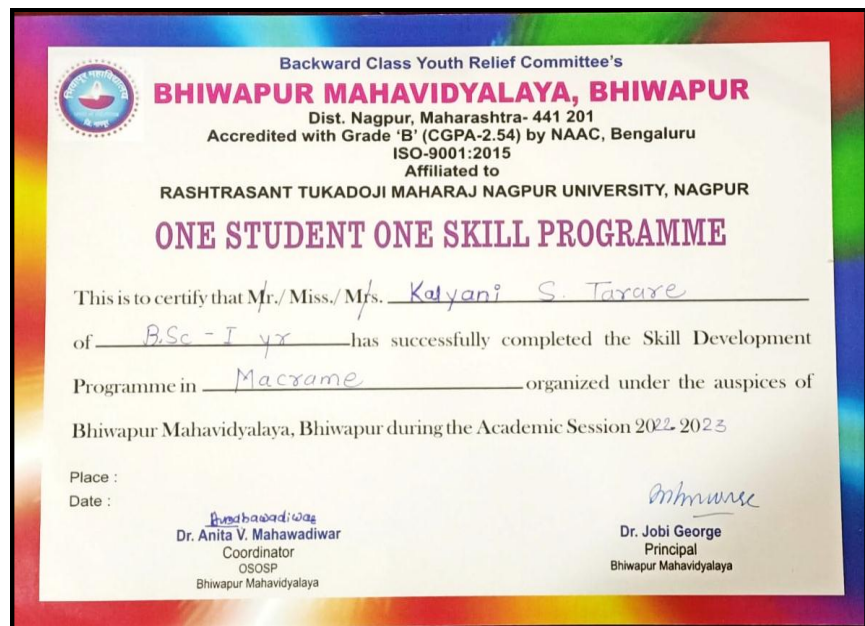 Backward Class Youth Relief Committee's
BHIWAPUR MAHAVIDYALAYA, BHIWAPUR
Dist. Nagpur, Maharashtra- 441 201
Accredited with Grade ‘B’ (CGPA-2.54) by NAAC, Bengaluru
ISO-9001:2015
Affiliated to
RASHTRASANT TUKADOJI MAHARAJ NAGPUR UNIVERSITY, NAGPUR
ONE STUDENT ONE SKILL PROGRAMME
This is to certify that Mr./ Miss./ Mrs. Kalyani S. Tarare
of B.Sc - I yr has successfully completed the Skill Development
Programme in Macrame organized under the auspices of
Bhiwapur Mahavidyalaya, Bhiwapur during the Academic Session 2022-2023
Place :
Date :
Dr. Anita V. Mahawadiwar
Coordinator
OSOSP
Bhiwapur Mahavidyalaya
Dr. Jobi George
Principal
Bhiwapur Mahavidyalaya